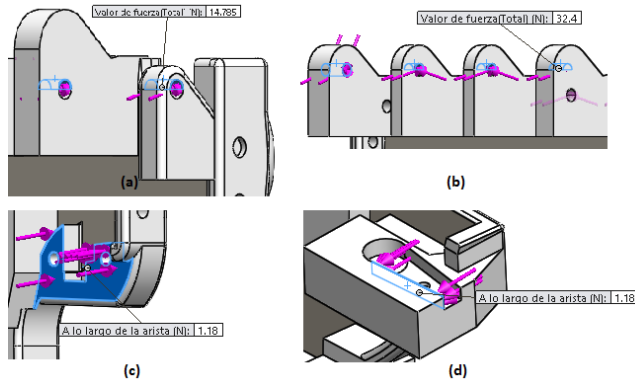 Valor de fuerza(Total) (N): 14.785
Valor de fuerza(Total) (N): 32.4
(a)
(b)
A lo largo de la arista (N): 1.18
A lo largo de la arista (N): 1.18
(c)
(d)